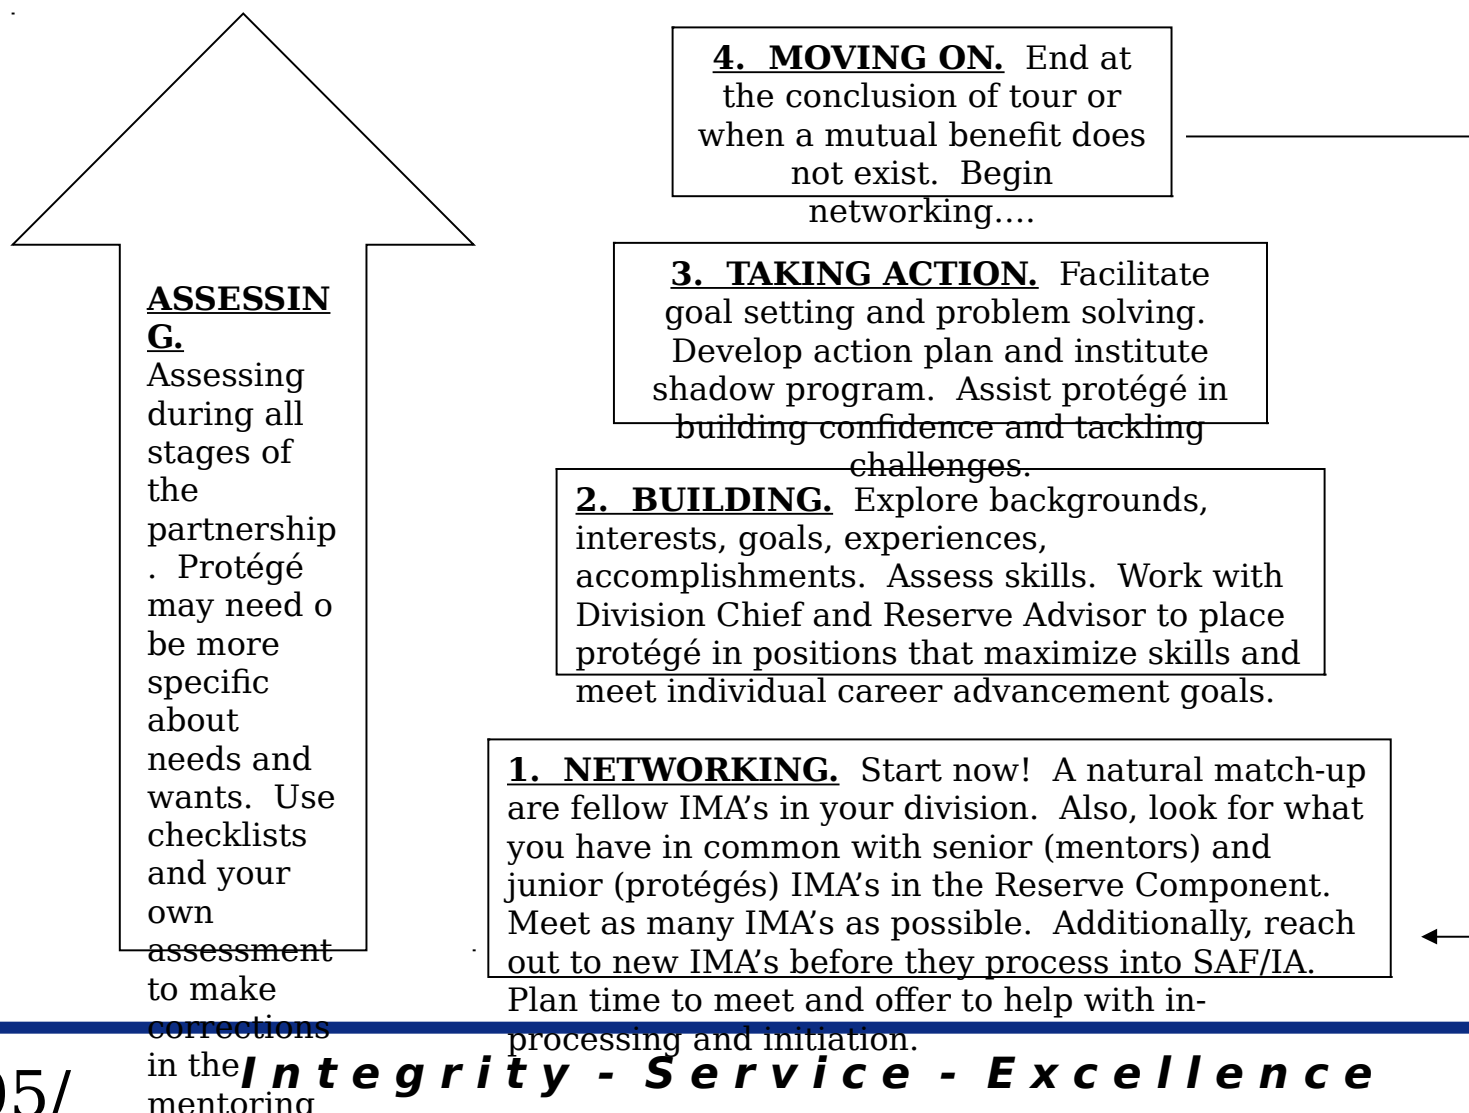 4.  MOVING ON.  End at
the conclusion of tour or
when a mutual benefit does
not exist.  Begin
networking….
3.  TAKING ACTION.  Facilitate
goal setting and problem solving.
Develop action plan and institute
shadow program.  Assist protégé in
building confidence and tackling
challenges.
2.  BUILDING.  Explore backgrounds,
interests, goals, experiences,
accomplishments.  Assess skills.  Work with
Division Chief and Reserve Advisor to place
protégé in positions that maximize skills and
meet individual career advancement goals.
1.  NETWORKING.  Start now!  A natural match-up
are fellow IMA’s in your division.  Also, look for what
you have in common with senior (mentors) and
junior (protégés) IMA’s in the Reserve Component.
Meet as many IMA’s as possible.  Additionally, reach
out to new IMA’s before they process into SAF/IA.
Plan time to meet and offer to help with in-
processing and initiation.
ASSESSIN
G.
Assessing
during all
stages of
the
partnership
.  Protégé
may need o
be more
specific
about
needs and
wants.  Use
checklists
and your
own
assessment
to make
corrections
in the
mentoring
Integrity - Service - Excellence